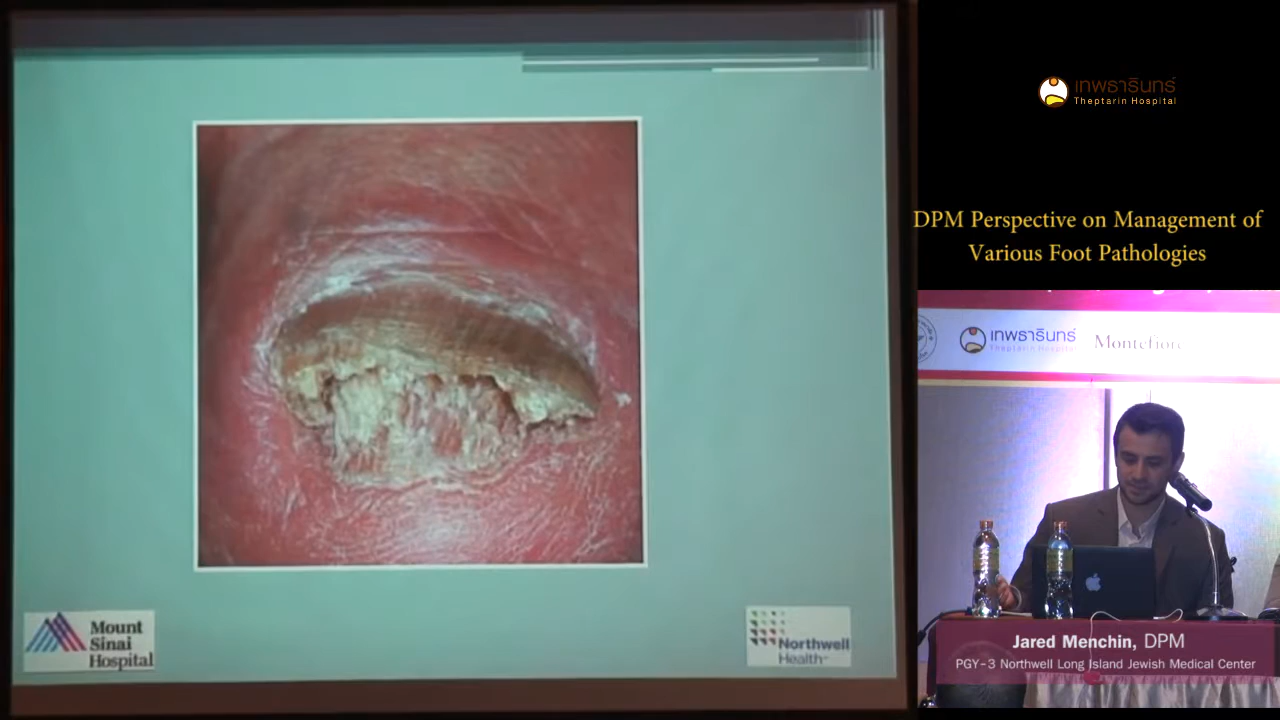 Mount
Sinai
Hospital
Northwell
Health
เทพธารินทร์
Theptarin Hospital
DPM Perspective on Management of
Various Foot Pathologies
เทพธารินทร์
Theptarin Hospital
Montefiore
Jared Menchin, DPM
PGY-3 Northwell Long Island Jewish Medical Center